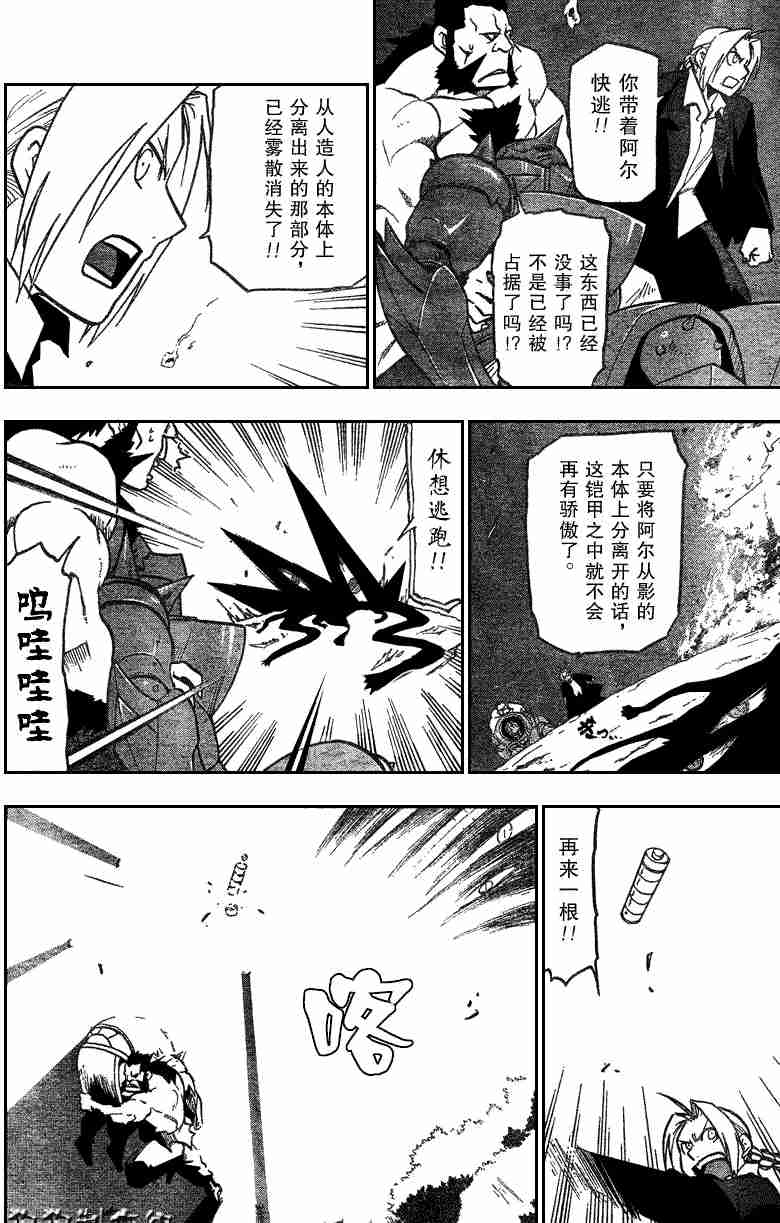 你带着阿尔
快逃!!
这东西已经
没事了吗!?
不是已经被
占据了吗!?
从人造人的本体上
分离出来的那部分，
已经雾散消失了!!
只要将阿尔从影的
本体上分离开的话，
这铠甲之中就不会
再有骄傲了。
休想逃跑!!
呜哇哇哇
再来一根!!
喀